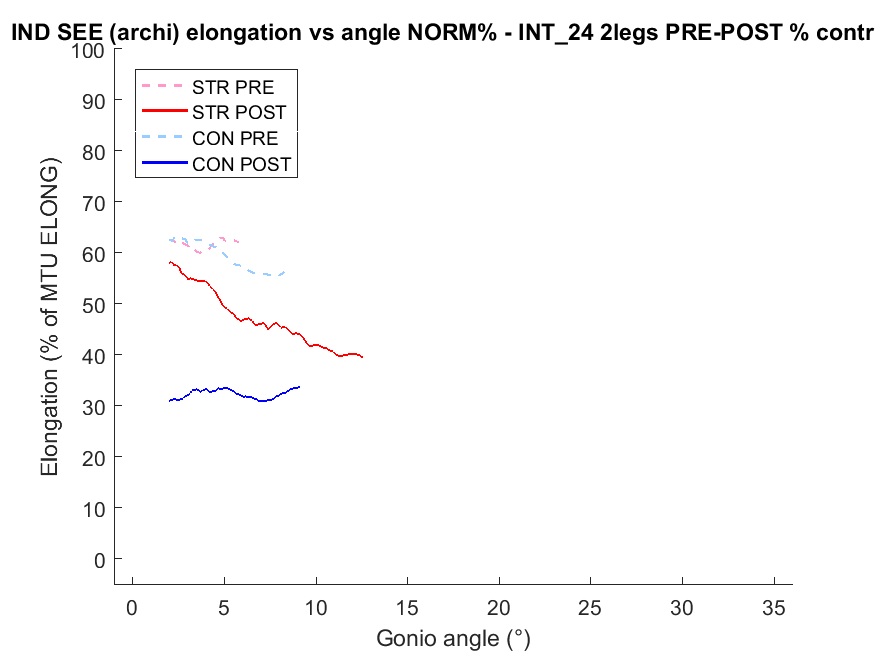 IND SEE (archi) elongation vs angle NORM% - INT_24 2legs PRE-POST % contr
100
90
80
70
60
50
40
30
20
10
0
Elongation (% of MTU ELONG)
STR PRE
STR POST
CON PRE
CON POST
0 5 10 15 20 25 30 35
Gonio angle (°)